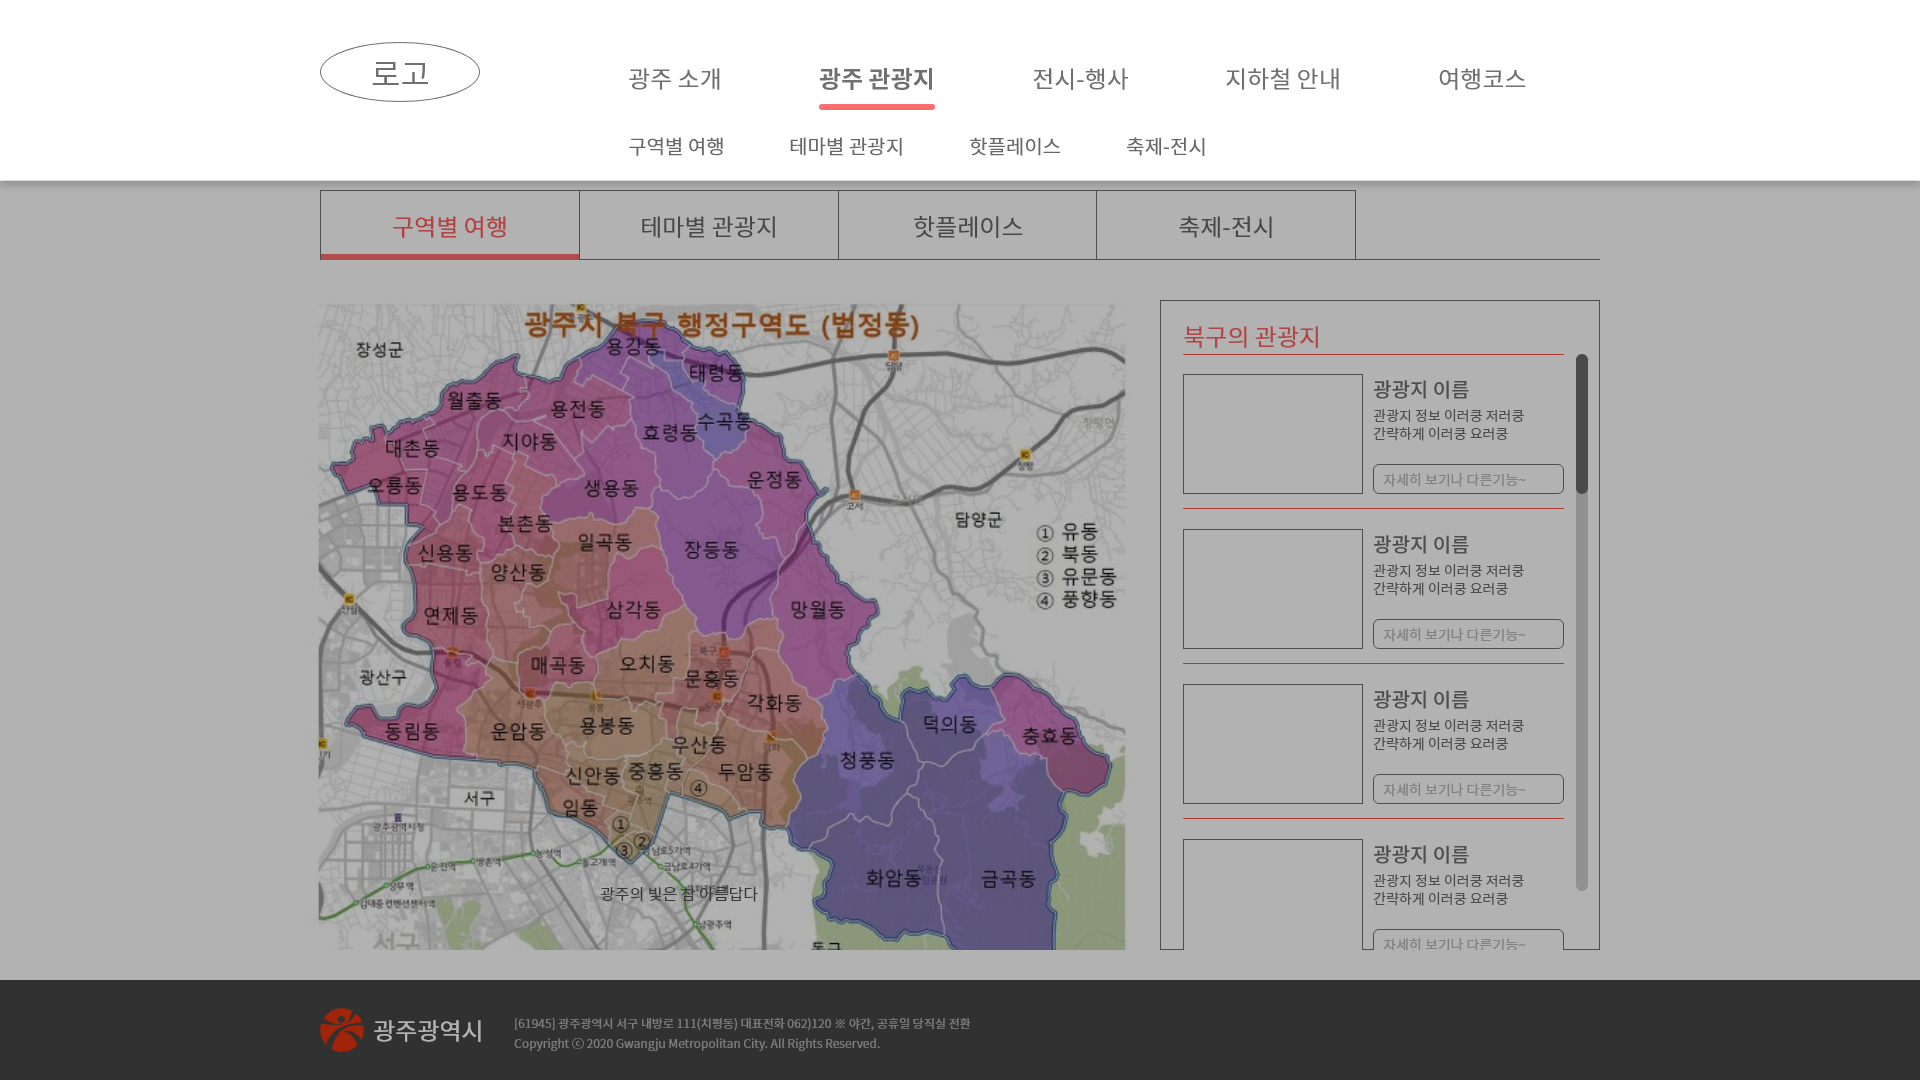 로고
광주 소개
광주 관광지
전시-행사
지하철 안내
여행코스
구역별 여행
테마별 관광지
핫플레이스
축제-전시
구역별 여행
테마별 관광지
핫플레이스
축제-전시
광주시 북구 행정구역도 (법정동)
장성군
용강동
태령동
월출동
용전동
수곡동
효령동
지야동
대촌동
운정동
오룡동
용두동
생용동
본촌동
담양군
일곡동
장등동
신용동
양산동
① 유동
② 북동
③ 유문동
④ 풍향동
연제동
삼각동
망월동
매곡동
오치동
문흥동
광산구
각화동
동림동
운암동
용봉동
우산동
덕의동
충효동
청풍동
신안동
중흥동
두암동
④
서구
임동
①
②
③
화암동
금곡동
광주의 빛은 참 아름답다
서구
동구
북구의 관광지
광광지 이름
관광지 정보 이러쿵 저러쿵
간략하게 이러쿵 요러쿵
자세히 보기나 다른기능~
광광지 이름
관광지 정보 이러쿵 저러쿵
간략하게 이러쿵 요러쿵
자세히 보기나 다른기능~
광광지 이름
관광지 정보 이러쿵 저러쿵
간략하게 이러쿵 요러쿵
자세히 보기나 다른기능~
광광지 이름
관광지 정보 이러쿵 저러쿵
간략하게 이러쿵 요러쿵
자세히 보기나 다른기능~
광주광역시
[61945] 광주광역시 서구 내방로 111(치평동) 대표전화 062)120 ※ 야간, 공휴일 당직실 전환
Copyright ⓒ 2020 Gwangju Metropolitan City. All Rights Reserved.